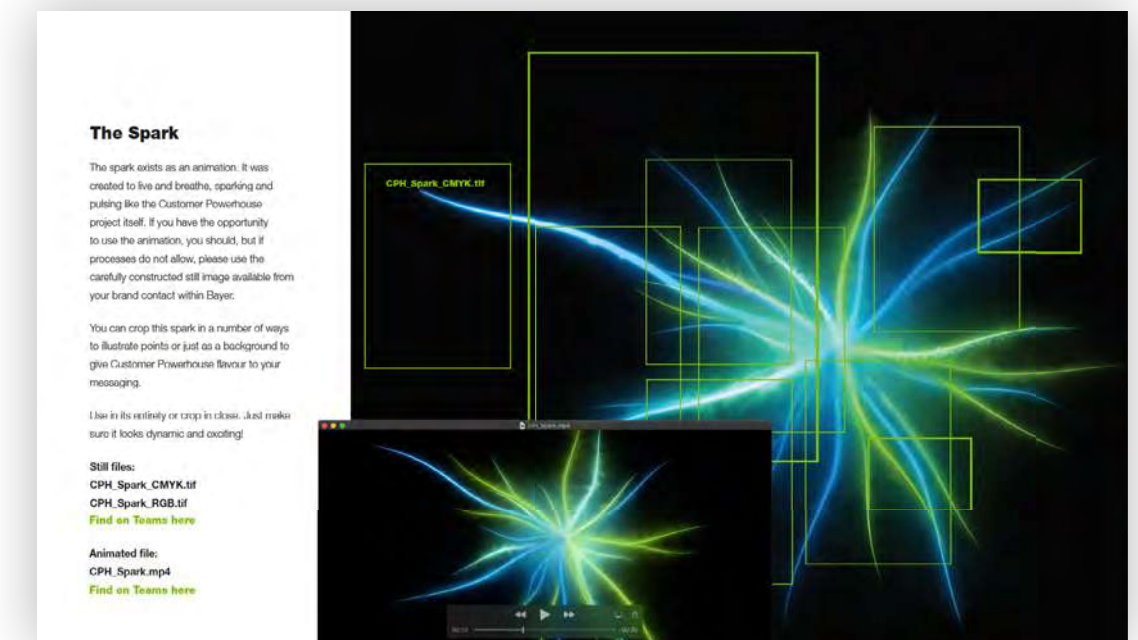 The Spark
The spark exists as an animation. It was
created to live and breathe, sparking and
pulsing like the Customer Powerhouse
project itself. If you have the opportunity
to use the animation, you should, but if
processes do not allow, please use the
carefully constructed still image available from
your brand contact within Bayer.
You can crop this spark in a number of ways
to illustrate points or just as a background to
give Customer Powerhouse flavour to your
messaging.
Use in its entirety or crop in close. Just make
sure it looks dynamic and exciting!
Still files:
CPH_Spark_CMYK.tif
CPH_Spark_RGB.tif
Find on Teams here
Animated file:
CPH_Spark.mp4
Find on Teams here
CPH_Spark_CMYK.tif
CPH_Spark.mp4